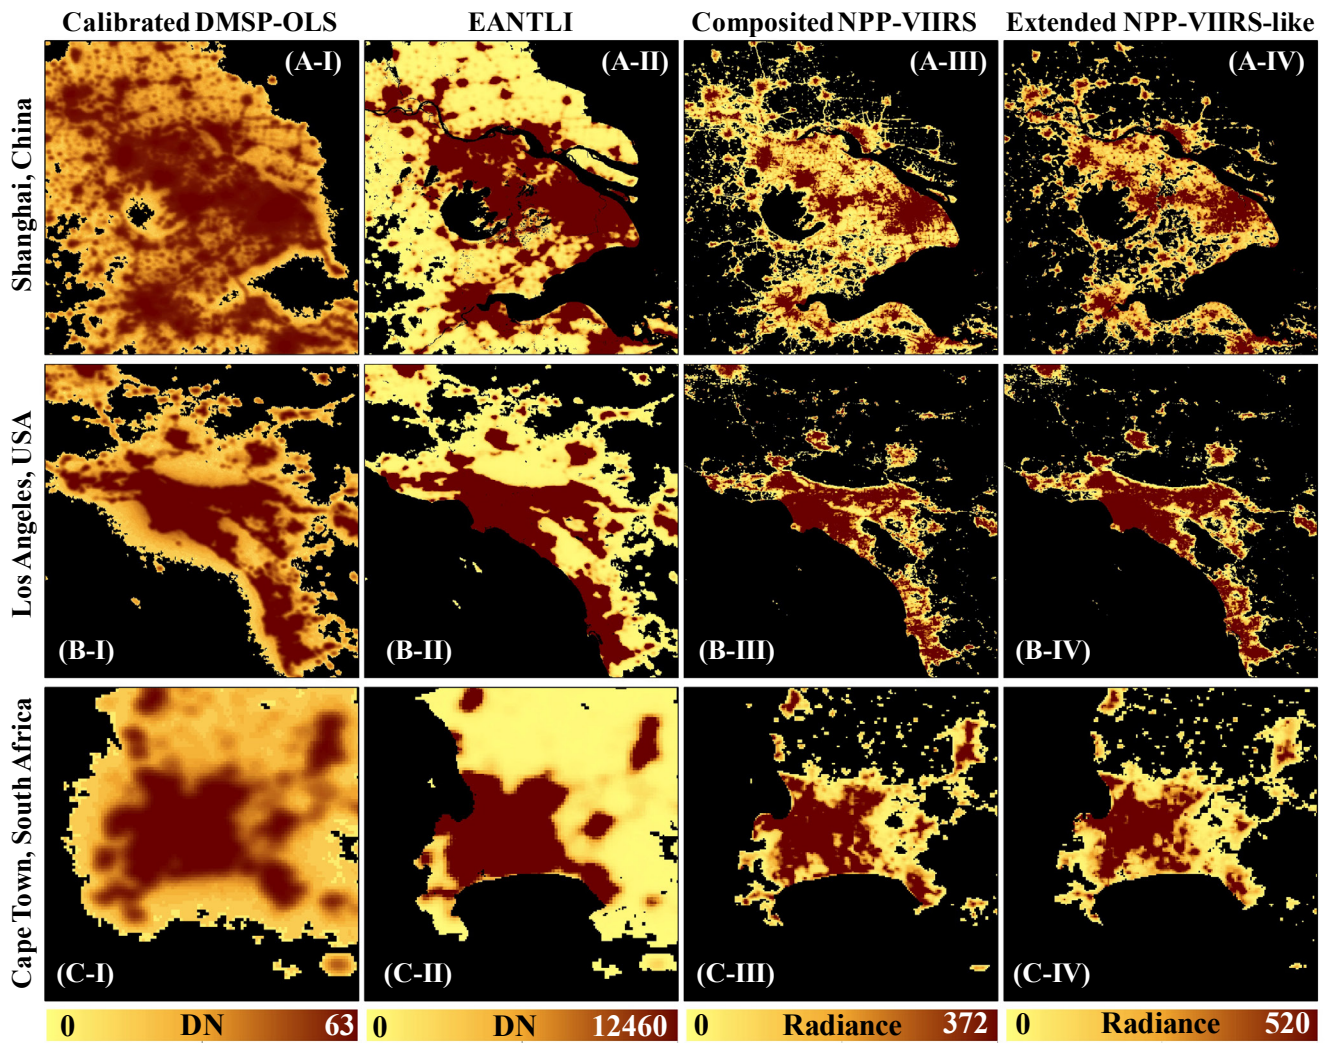 Calibrated DMSP-OLS EANTLI Composited NPP-VIIRS Extended NPP-VIIRS-like
Shanghai, China
(A-I) (A-II) (A-III) (A-IV)
Los Angeles, USA
(B-I) (B-II) (B-III) (B-IV)
Cape Town, South Africa
(C-I) (C-II) (C-III) (C-IV)
0 DN 63 0 DN 12460 0 Radiance 372 0 Radiance 520